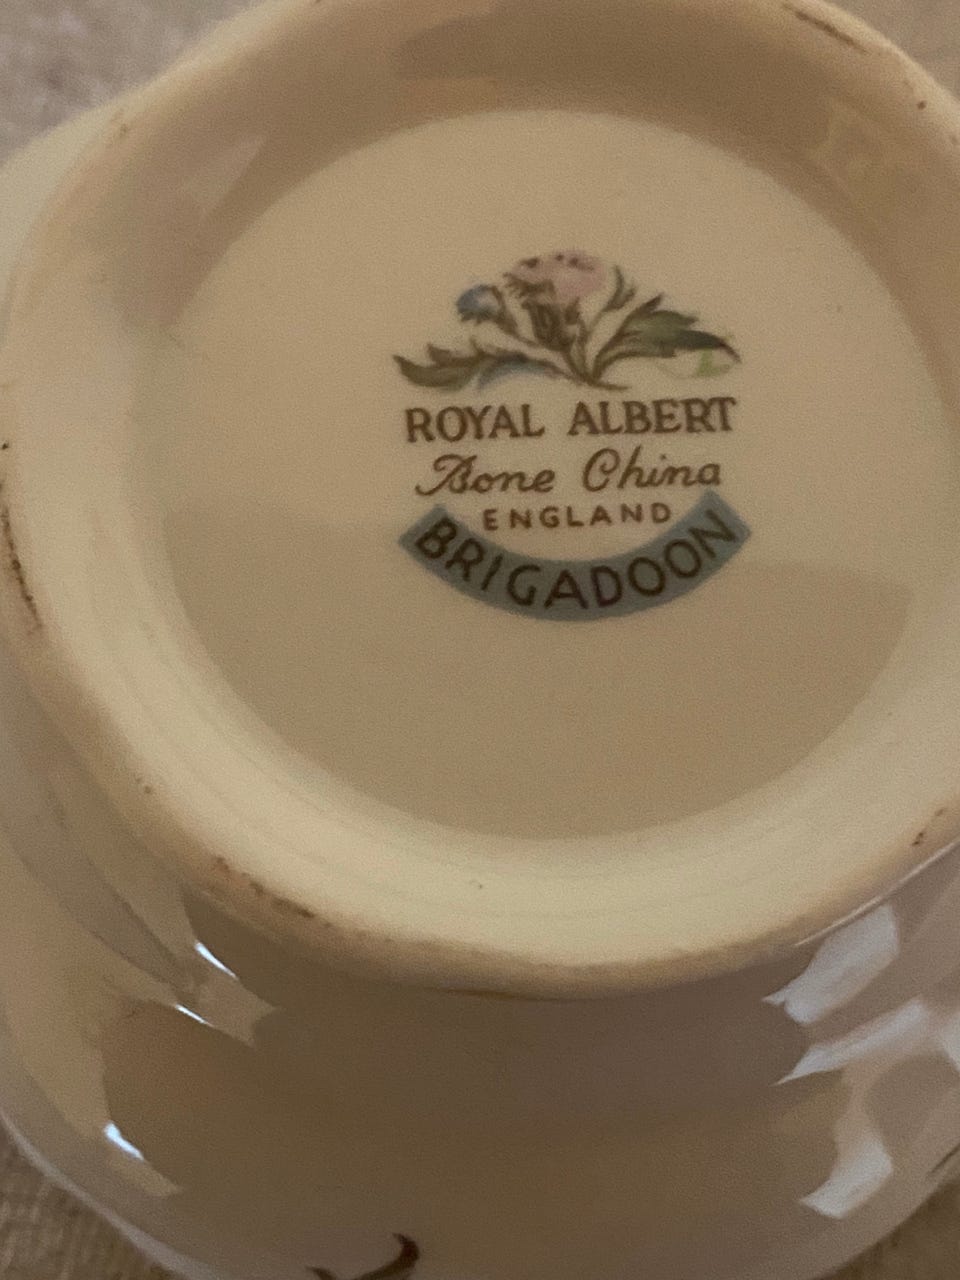 ROYAL ALBERT
Bone China
ENGLAND
BRIGADOON